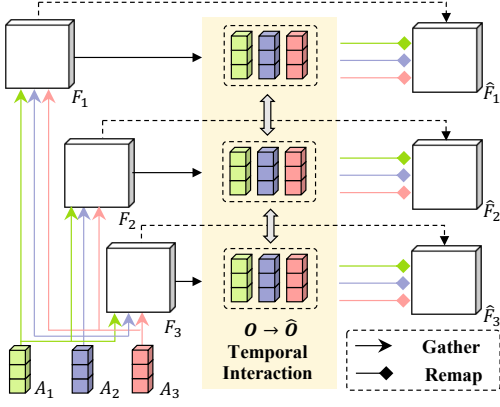 F₁
F̂₁
F₂
F̂₂
F₃
F̂₃
O → Ô
Temporal
Interaction
Gather
Remap
A₁
A₂
A₃